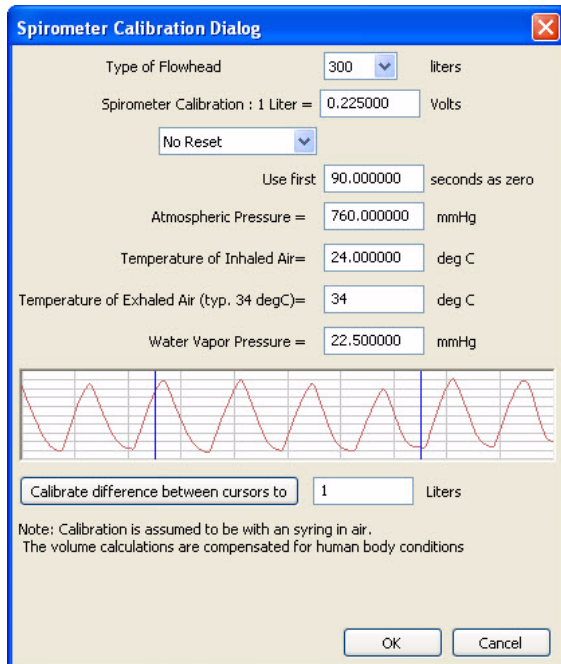 Spirometer Calibration Dialog
Type of Flowhead 300 liters
Spirometer Calibration : 1 Liter = 0.225000 Volts
No Reset
Use first 90.000000 seconds as zero
Atmospheric Pressure = 760.000000 mmHg
Temperature of Inhaled Air= 24.000000 deg C
Temperature of Exhaled Air (typ. 34 degC)= 34 deg C
Water Vapor Pressure = 22.500000 mmHg
Calibrate difference between cursors to 1 Liters
Note: Calibration is assumed to be with an syring in air.
The volume calculations are compensated for human body conditions
OK Cancel